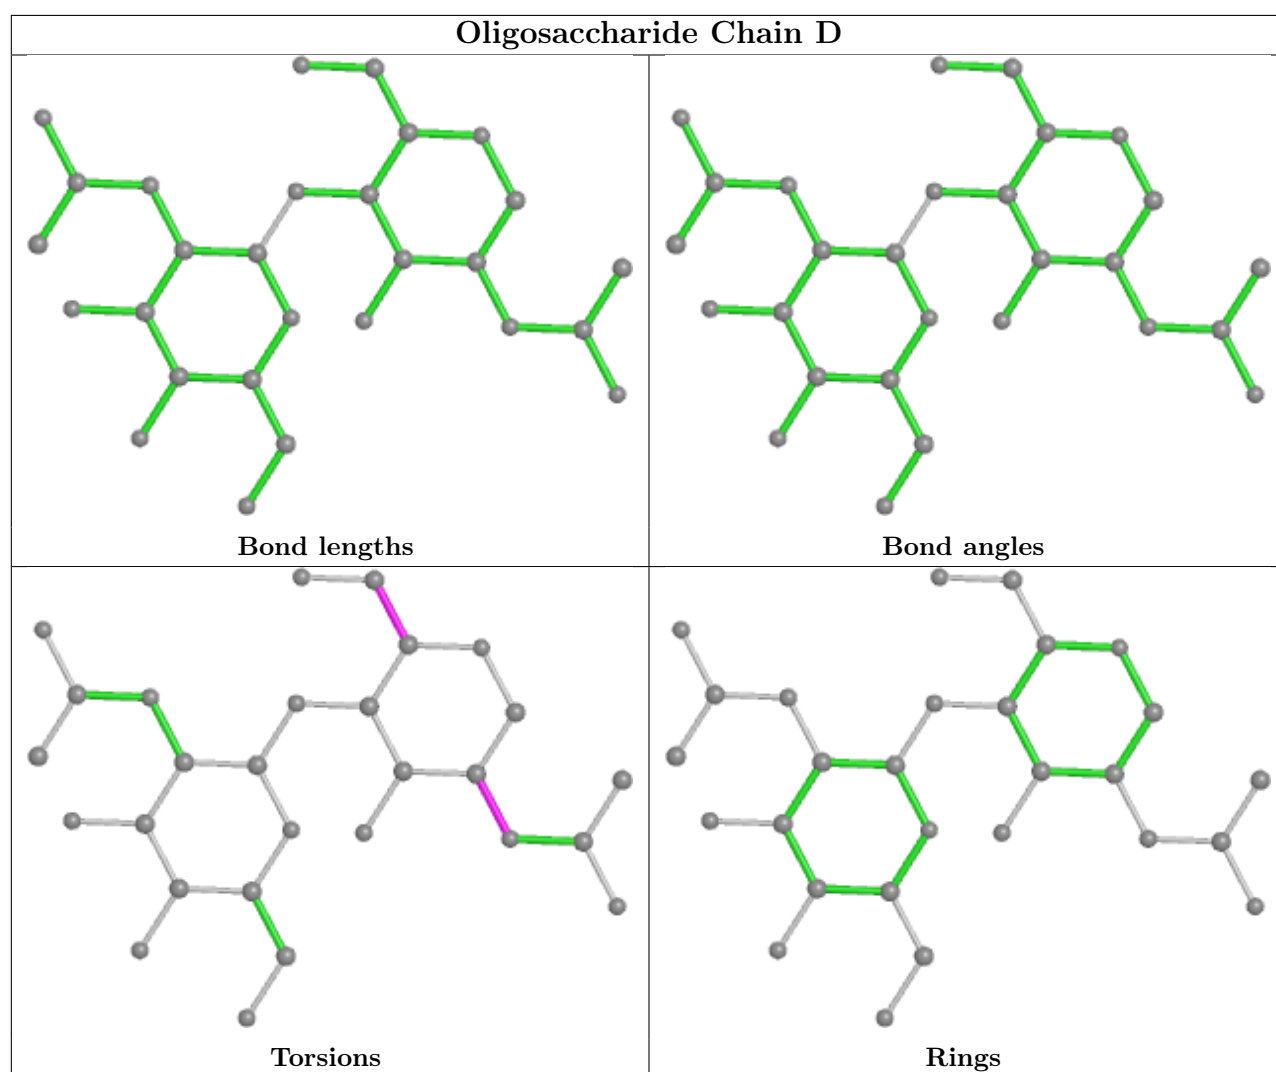 Oligosaccharide Chain D
Bond lengths
Bond angles
Torsions
Rings